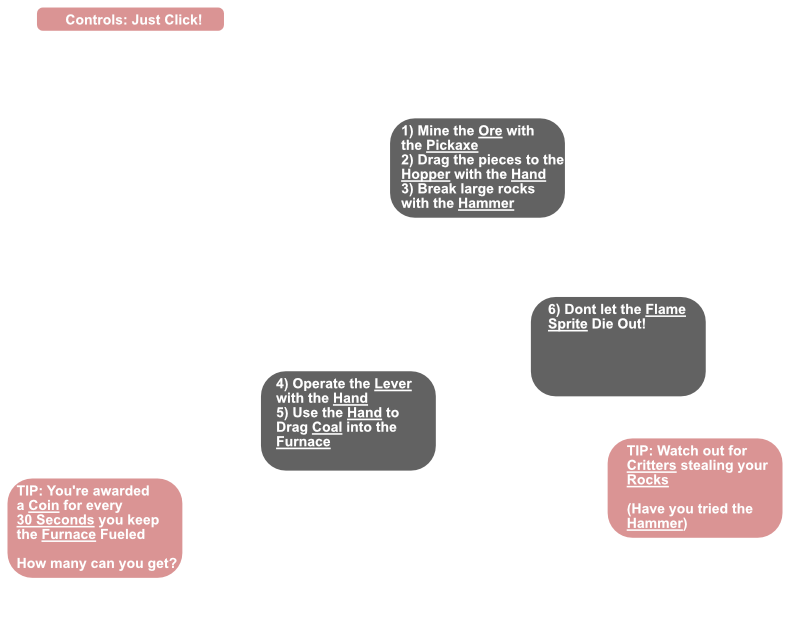 Controls: Just Click!
1) Mine the Ore with
the Pickaxe
2) Drag the pieces to the
Hopper with the Hand
3) Break large rocks
with the Hammer
6) Dont let the Flame
Sprite Die Out!
4) Operate the Lever
with the Hand
5) Use the Hand to
Drag Coal into the
Furnace
TIP: Watch out for
Critters stealing your
Rocks
(Have you tried the
Hammer)
TIP: You're awarded
a Coin for every
30 Seconds you keep
the Furnace Fueled
How many can you get?